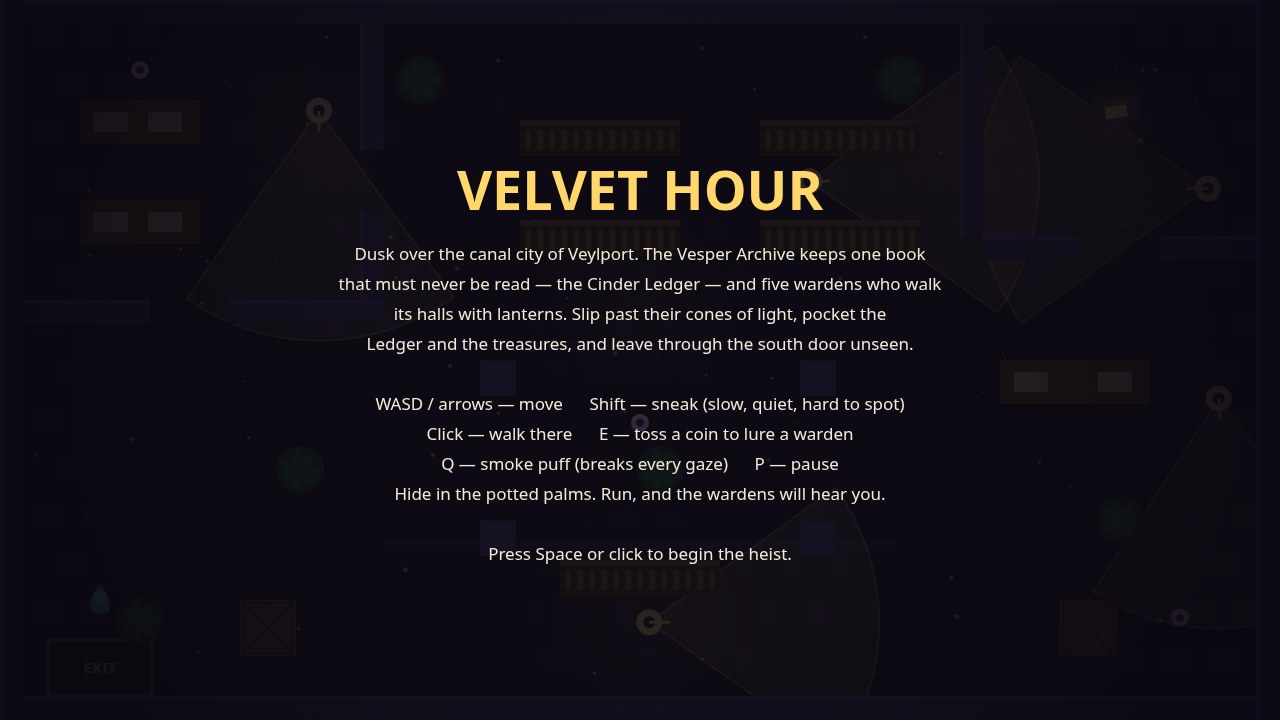 VELVET HOUR
Dusk over the canal city of Veylport. The Vesper Archive keeps one book
that must never be read — the Cinder Ledger — and five wardens who walk
its halls with lanterns. Slip past their cones of light, pocket the
Ledger and the treasures, and leave through the south door unseen.
WASD / arrows — move Shift — sneak (slow, quiet, hard to spot)
Click — walk there E — toss a coin to lure a warden
Q — smoke puff (breaks every gaze) P — pause
Hide in the potted palms. Run, and the wardens will hear you.
Press Space or click to begin the heist.
EXIT